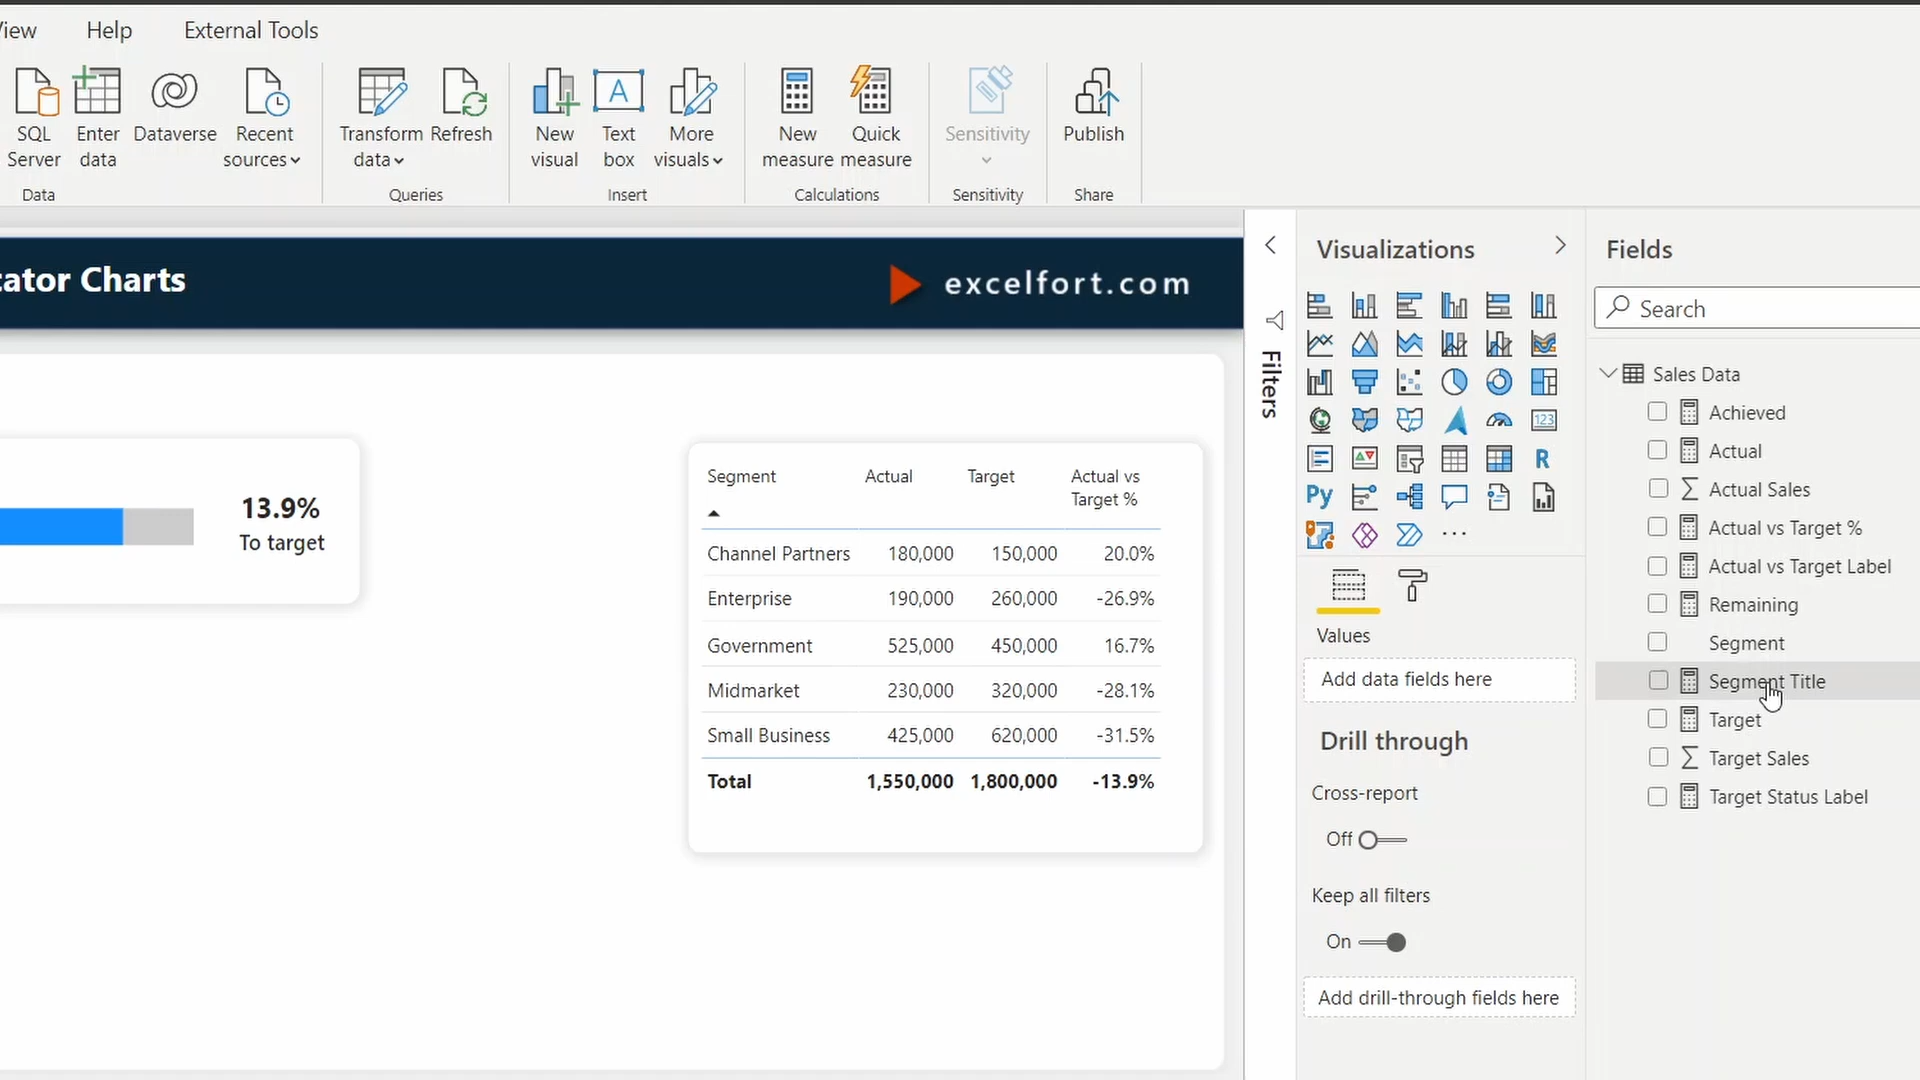 View
Help
External Tools
SQL
Server
Enter
data
Dataverse
Recent
sources
Transform
data
Refresh
New
visual
Text
box
More
visuals
New
measure
Quick
measure
Sensitivity
Publish
Data
Queries
Insert
Calculations
Sensitivity
Share
cator Charts
excelfort.com
13.9%
To target
Segment Actual Target Actual vs
Target %
Channel Partners 180,000 150,000 20.0%
Enterprise 190,000 260,000 -26.9%
Government 525,000 450,000 16.7%
Midmarket 230,000 320,000 -28.1%
Small Business 425,000 620,000 -31.5%
Total 1,550,000 1,800,000 -13.9%
Filters
Visualizations
123
R
Py
Values
Add data fields here
Drill through
Cross-report
Off
Keep all filters
On
Add drill-through fields here
Fields
Search
Sales Data
Achieved
Actual
Actual Sales
Actual vs Target %
Actual vs Target Label
Remaining
Segment
Segment Title
Target
Target Sales
Target Status Label